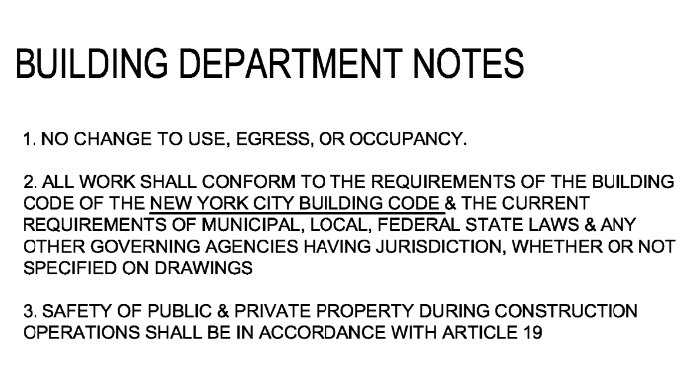 BUILDING DEPARTMENT NOTES
1. NO CHANGE TO USE, EGRESS, OR OCCUPANCY.
2. ALL WORK SHALL CONFORM TO THE REQUIREMENTS OF THE BUILDING
CODE OF THE NEW YORK CITY BUILDING CODE & THE CURRENT
REQUIREMENTS OF MUNICIPAL, LOCAL, FEDERAL STATE LAWS & ANY
OTHER GOVERNING AGENCIES HAVING JURISDICTION, WHETHER OR NOT
SPECIFIED ON DRAWINGS
3. SAFETY OF PUBLIC & PRIVATE PROPERTY DURING CONSTRUCTION
OPERATIONS SHALL BE IN ACCORDANCE WITH ARTICLE 19